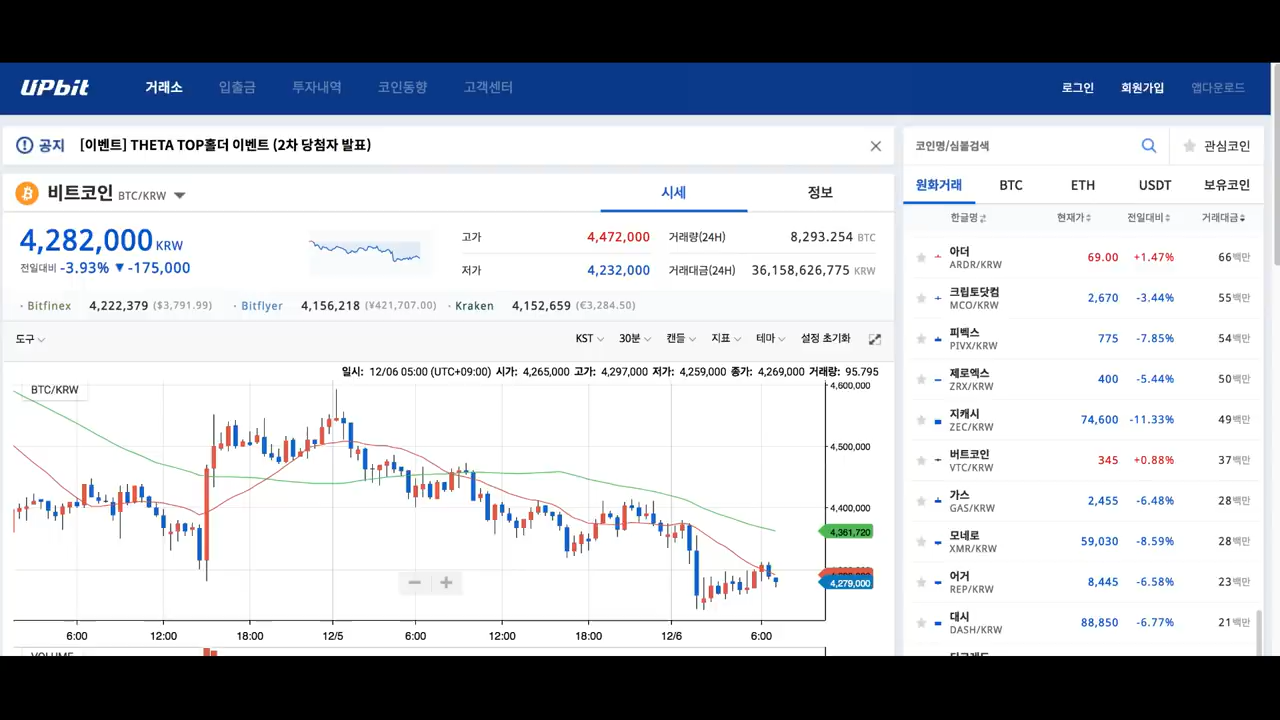 UPbit 거래소 입출금 투자내역 코인동향 고객센터 로그인 회원가입 앱다운로드
공지 [이벤트] THETA TOP홀더 이벤트 (2차 당첨자 발표)
비트코인 BTC/KRW 시세 정보
4,282,000 KRW
전일대비 -3.93% ▼ -175,000
고가 4,472,000 거래량(24H) 8,293.254 BTC
저가 4,232,000 거래대금(24H) 36,158,626,775 KRW
· Bitfinex 4,222,379 ($3,791.99) · Bitflyer 4,156,218 (¥421,707.00) · Kraken 4,152,659 (€3,284.50)
도구 KST 30분 캔들 지표 테마 설정 초기화
일시: 12/06 05:00 (UTC+09:00) 시가: 4,265,000 고가: 4,297,000 저가: 4,259,000 종가: 4,269,000 거래량: 95.795
BTC/KRW
4,600,000
4,500,000
4,400,000
4,361,720
4,279,000
6:00 12:00 18:00 12/5 6:00 12:00 18:00 12/6 6:00
VOLUME
코인명/심볼검색 관심코인
원화거래 BTC ETH USDT 보유코인
한글명 현재가 전일대비 거래대금
아더 69.00 +1.47% 66백만
ARDR/KRW
크립토닷컴 2,670 -3.44% 55백만
MCO/KRW
피벡스 775 -7.85% 54백만
PIVX/KRW
제로엑스 400 -5.44% 50백만
ZRX/KRW
지캐시 74,600 -11.33% 49백만
ZEC/KRW
버트코인 345 +0.88% 37백만
VTC/KRW
가스 2,455 -6.48% 28백만
GAS/KRW
모네로 59,030 -8.59% 28백만
XMR/KRW
어거 8,445 -6.58% 23백만
REP/KRW
대시 88,850 -6.77% 21백만
DASH/KRW